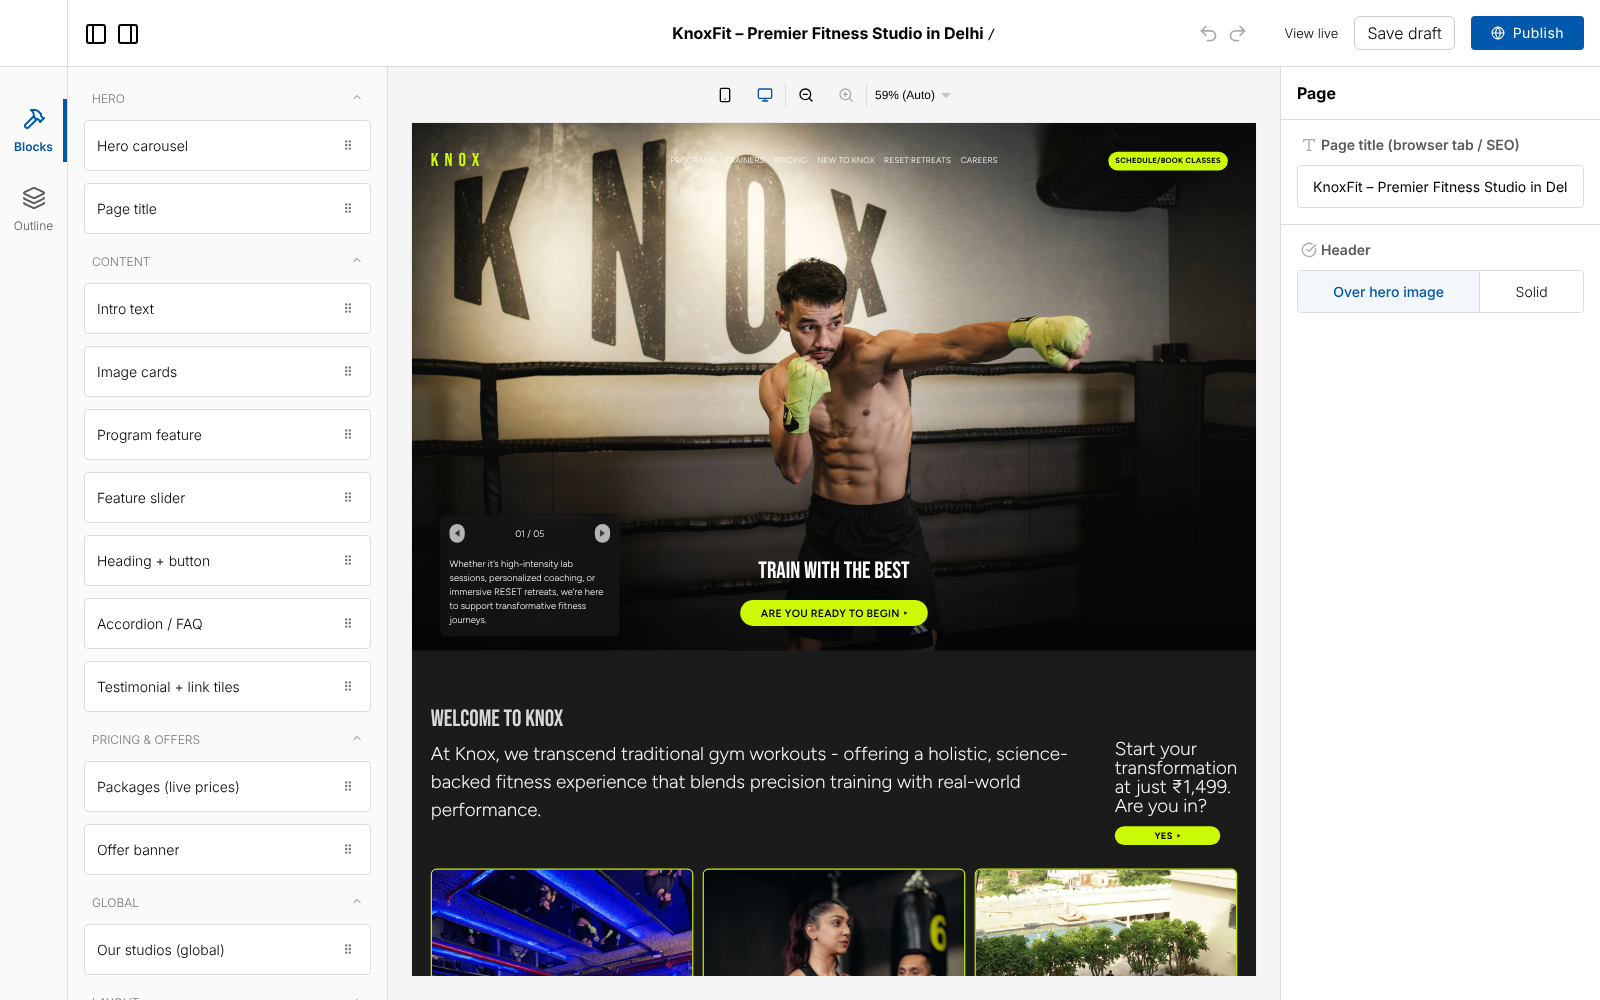 KnoxFit – Premier Fitness Studio in Delhi /
View live
Save draft
Publish
Blocks
Outline
HERO
Hero carousel
Page title
CONTENT
Intro text
Image cards
Program feature
Feature slider
Heading + button
Accordion / FAQ
Testimonial + link tiles
PRICING & OFFERS
Packages (live prices)
Offer banner
GLOBAL
Our studios (global)
59% (Auto)
KNOX
PROGRAMS TRAINERS PRICING NEW TO KNOX RESET.RETREATS CAREERS
SCHEDULE/BOOK CLASSES
KNOX
01 / 05
Whether it's high-intensity lab
sessions, personalized coaching, or
immersive RESET retreats, we're here
to support transformative fitness
journeys.
TRAIN WITH THE BEST
ARE YOU READY TO BEGIN
WELCOME TO KNOX
At Knox, we transcend traditional gym workouts - offering a holistic, science-
backed fitness experience that blends precision training with real-world
performance.
Start your
transformation
at just ₹1,499.
Are you in?
YES
6
Page
Page title (browser tab / SEO)
KnoxFit – Premier Fitness Studio in Del
Header
Over hero image
Solid